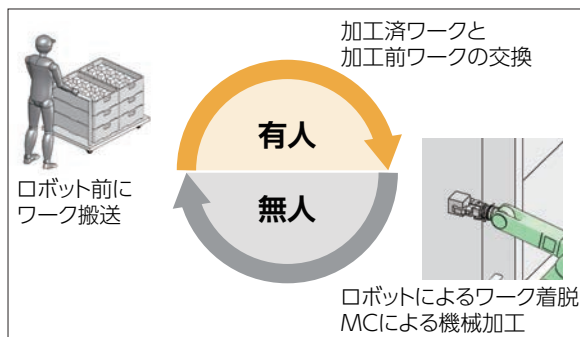 加工済ワークと
加工前ワークの交換
有人
ロボット前に
ワーク搬送
無人
ロボットによるワーク着脱
MCによる機械加工